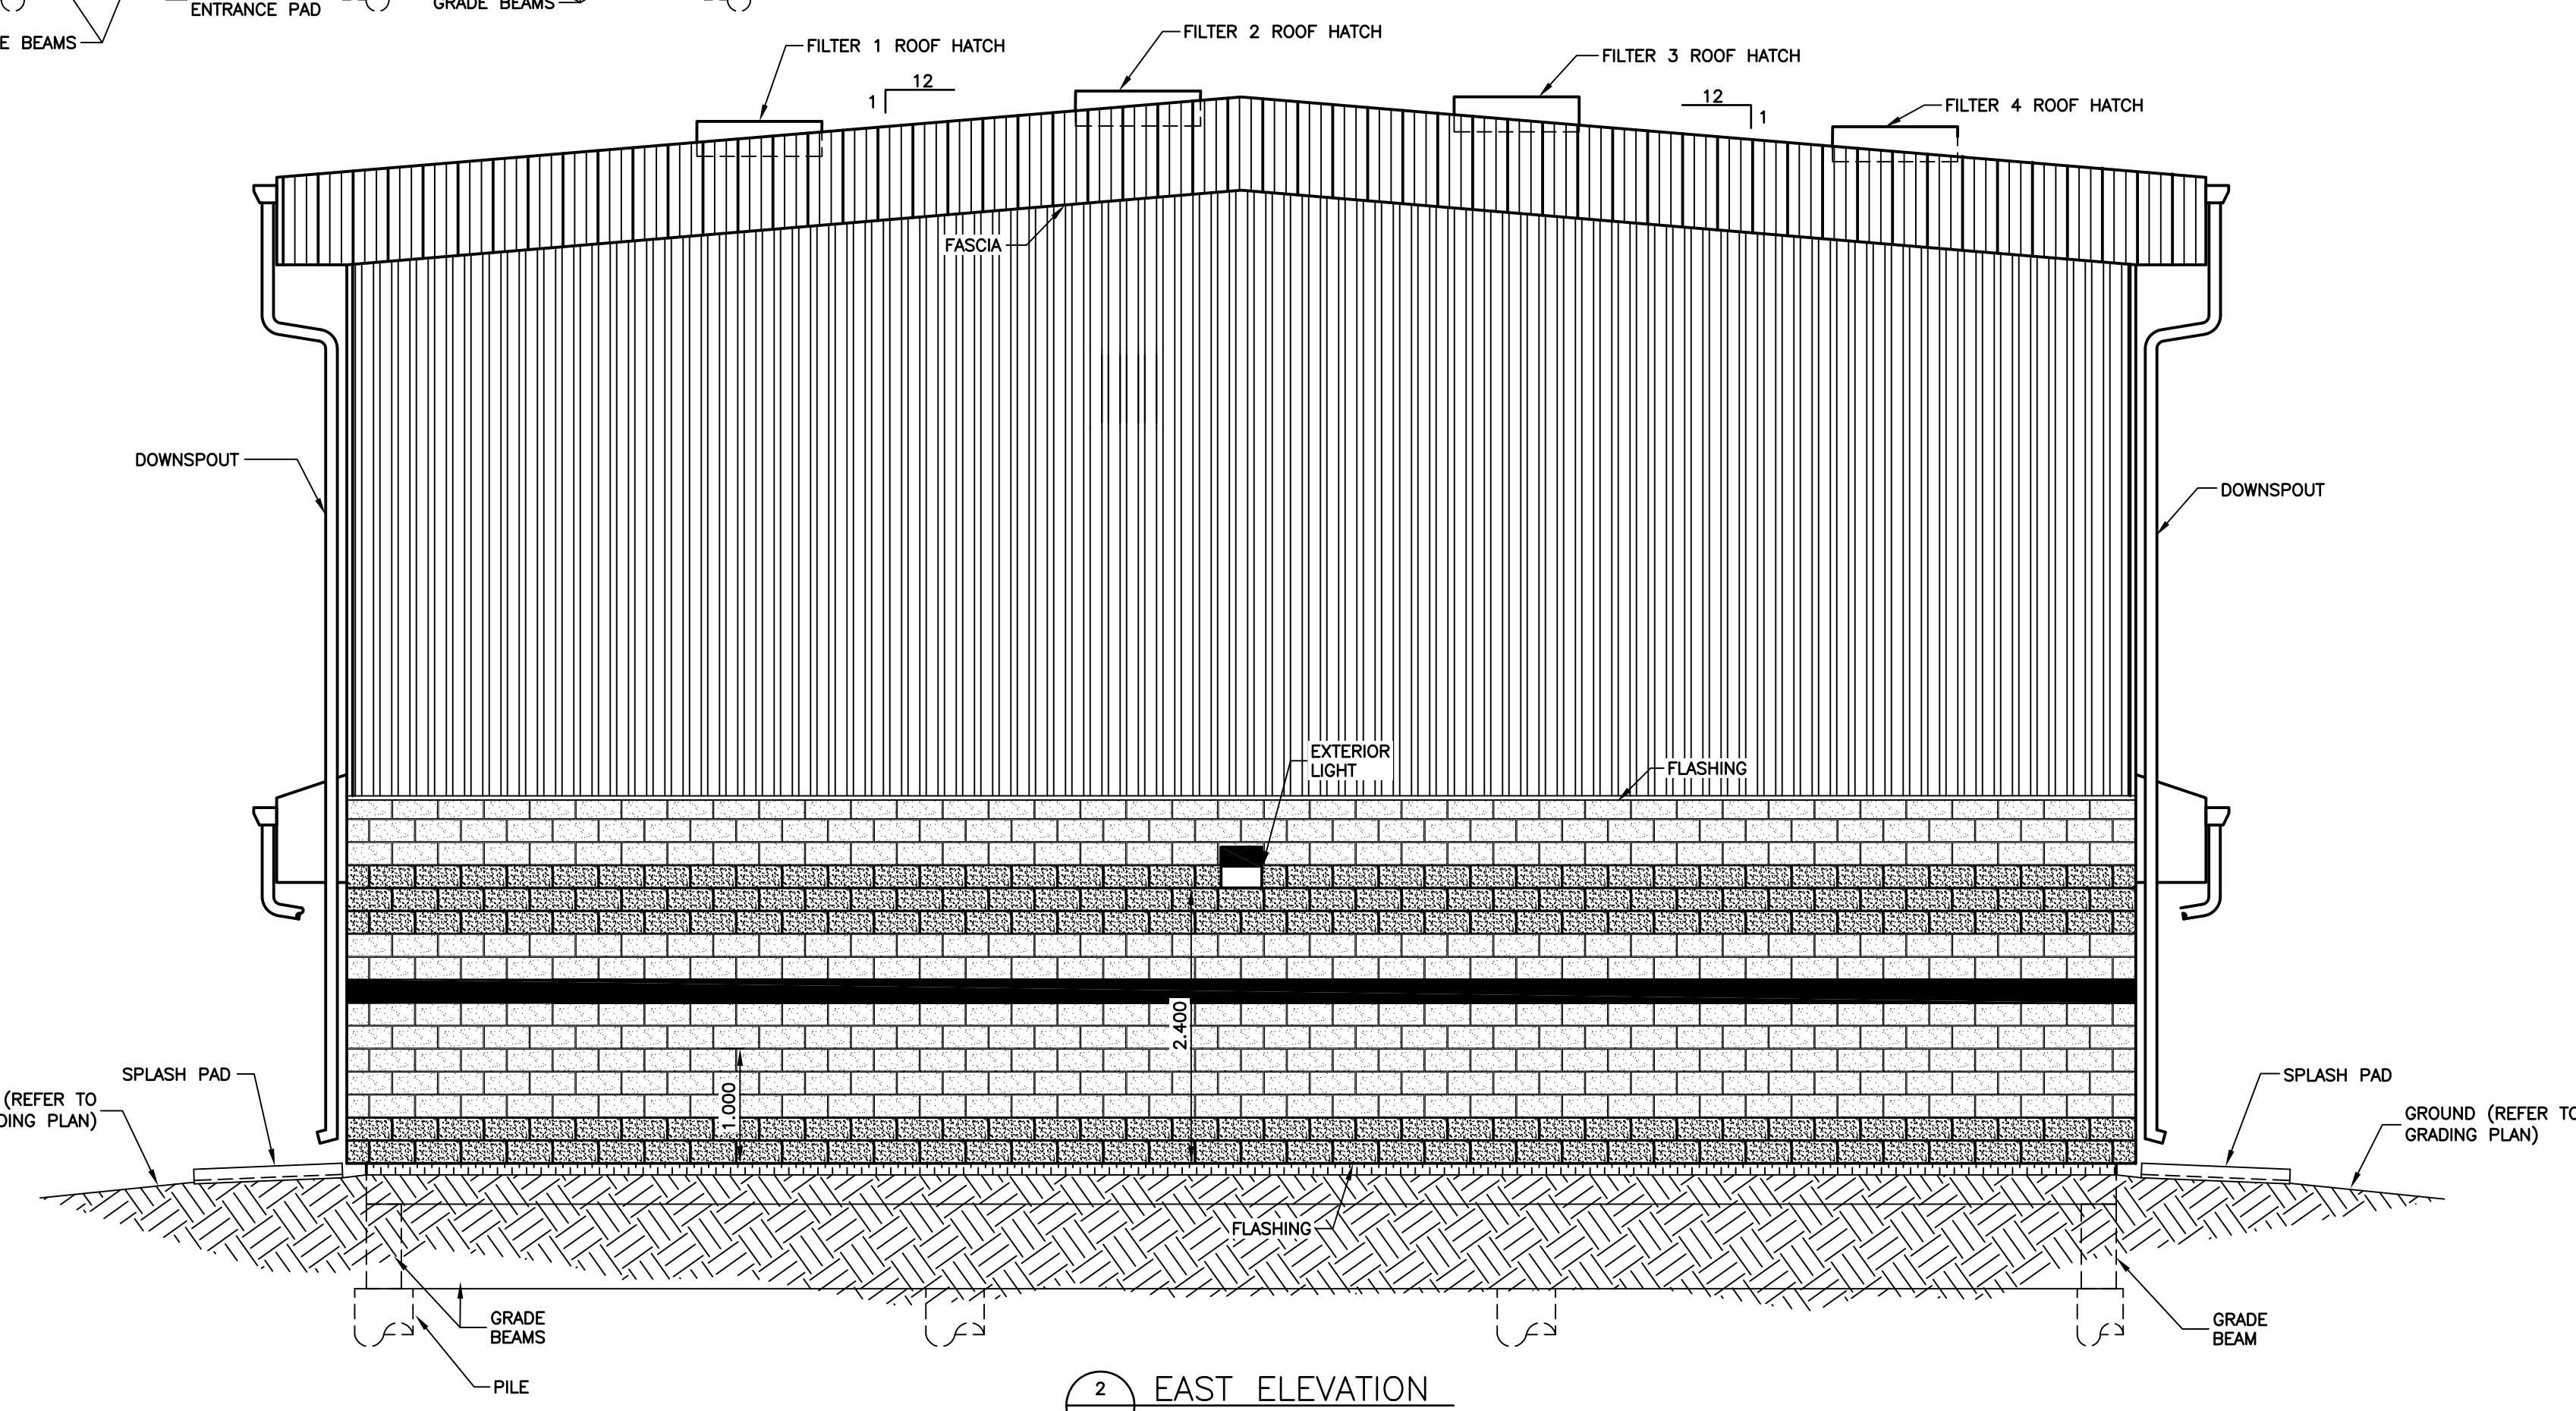 ENTRANCE PAD
GRADE BEAMS
E BEAMS
FILTER 1 ROOF HATCH
FILTER 2 ROOF HATCH
FILTER 3 ROOF HATCH
FILTER 4 ROOF HATCH
12
1
12
1
FASCIA
DOWNSPOUT
DOWNSPOUT
EXTERIOR
LIGHT
FLASHING
2.400
1.000
SPLASH PAD
(REFER TO
DING PLAN)
SPLASH PAD
GROUND (REFER TO
GRADING PLAN)
FLASHING
GRADE
BEAMS
GRADE
BEAM
PILE
2
EAST ELEVATION